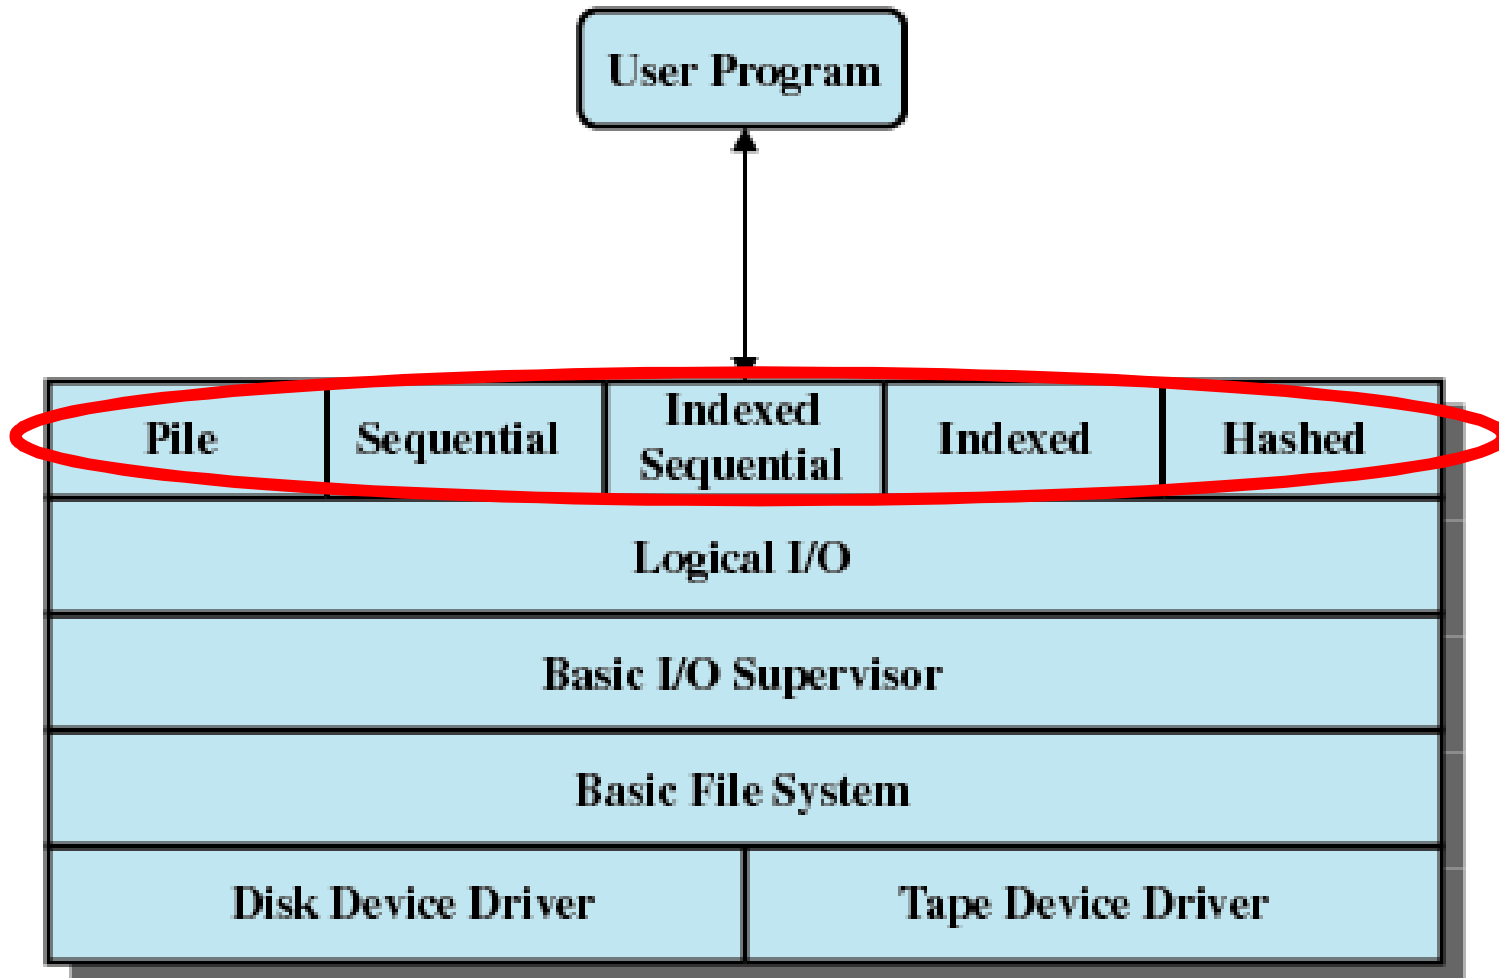 User Program
Pile
Sequential
Indexed
Sequential
Indexed
Hashed
Logical I/O
Basic I/O Supervisor
Basic File System
Disk Device Driver
Tape Device Driver